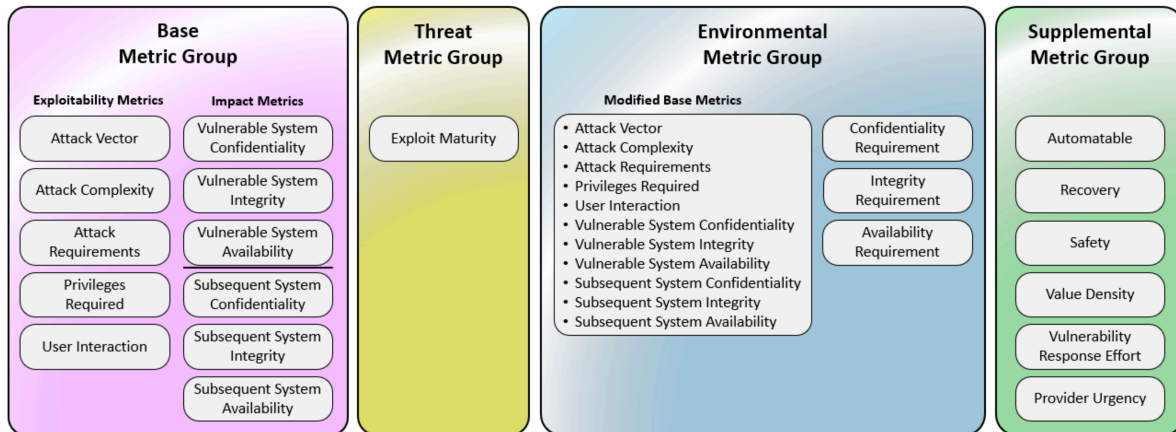 Base
Metric Group
Exploitability Metrics
Attack Vector
Attack Complexity
Attack
Requirements
Privileges
Required
User Interaction
Impact Metrics
Vulnerable System
Confidentiality
Vulnerable System
Integrity
Vulnerable System
Availability
Subsequent System
Confidentiality
Subsequent System
Integrity
Subsequent System
Availability
Threat
Metric Group
Exploit Maturity
Environmental
Metric Group
Modified Base Metrics
• Attack Vector
• Attack Complexity
• Attack Requirements
• Privileges Required
• User Interaction
• Vulnerable System Confidentiality
• Vulnerable System Integrity
• Vulnerable System Availability
• Subsequent System Confidentiality
• Subsequent System Integrity
• Subsequent System Availability
Confidentiality
Requirement
Integrity
Requirement
Availability
Requirement
Supplemental
Metric Group
Automatable
Recovery
Safety
Value Density
Vulnerability
Response Effort
Provider Urgency